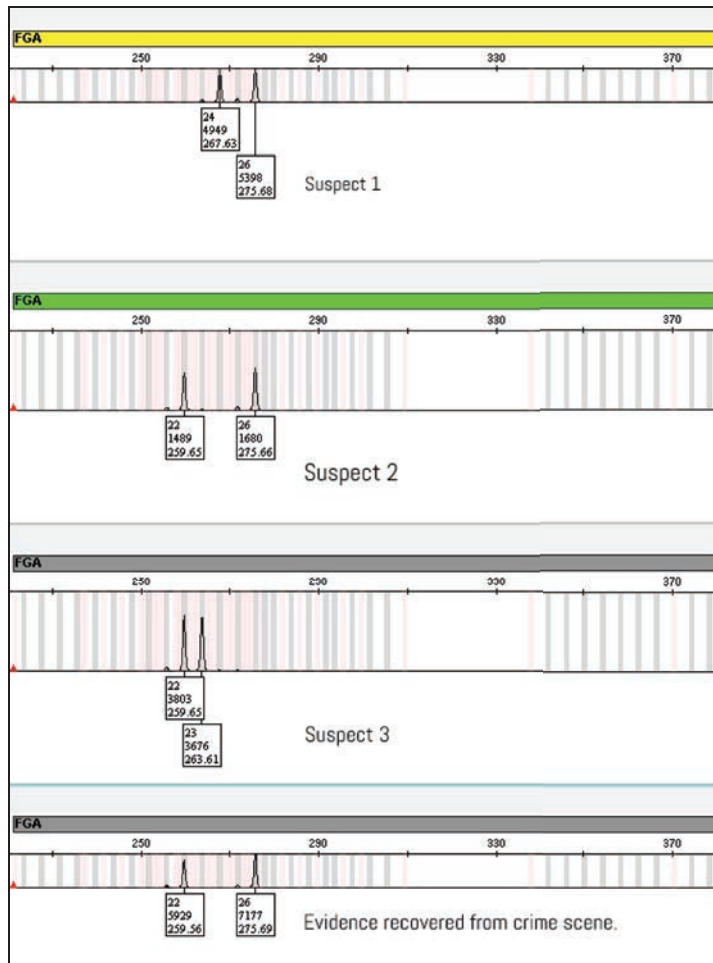 FGA
250 290 330 370
24
4949
267.63
26
5398
275.68
Suspect 1
FGA
250 290 330 370
22
1489
259.65
26
1680
275.66
Suspect 2
FGA
250 290 330 370
22
3803
259.65
23
3676
263.61
Suspect 3
FGA
250 290 330 370
22
5929
259.56
26
7177
275.69
Evidence recovered from crime scene.